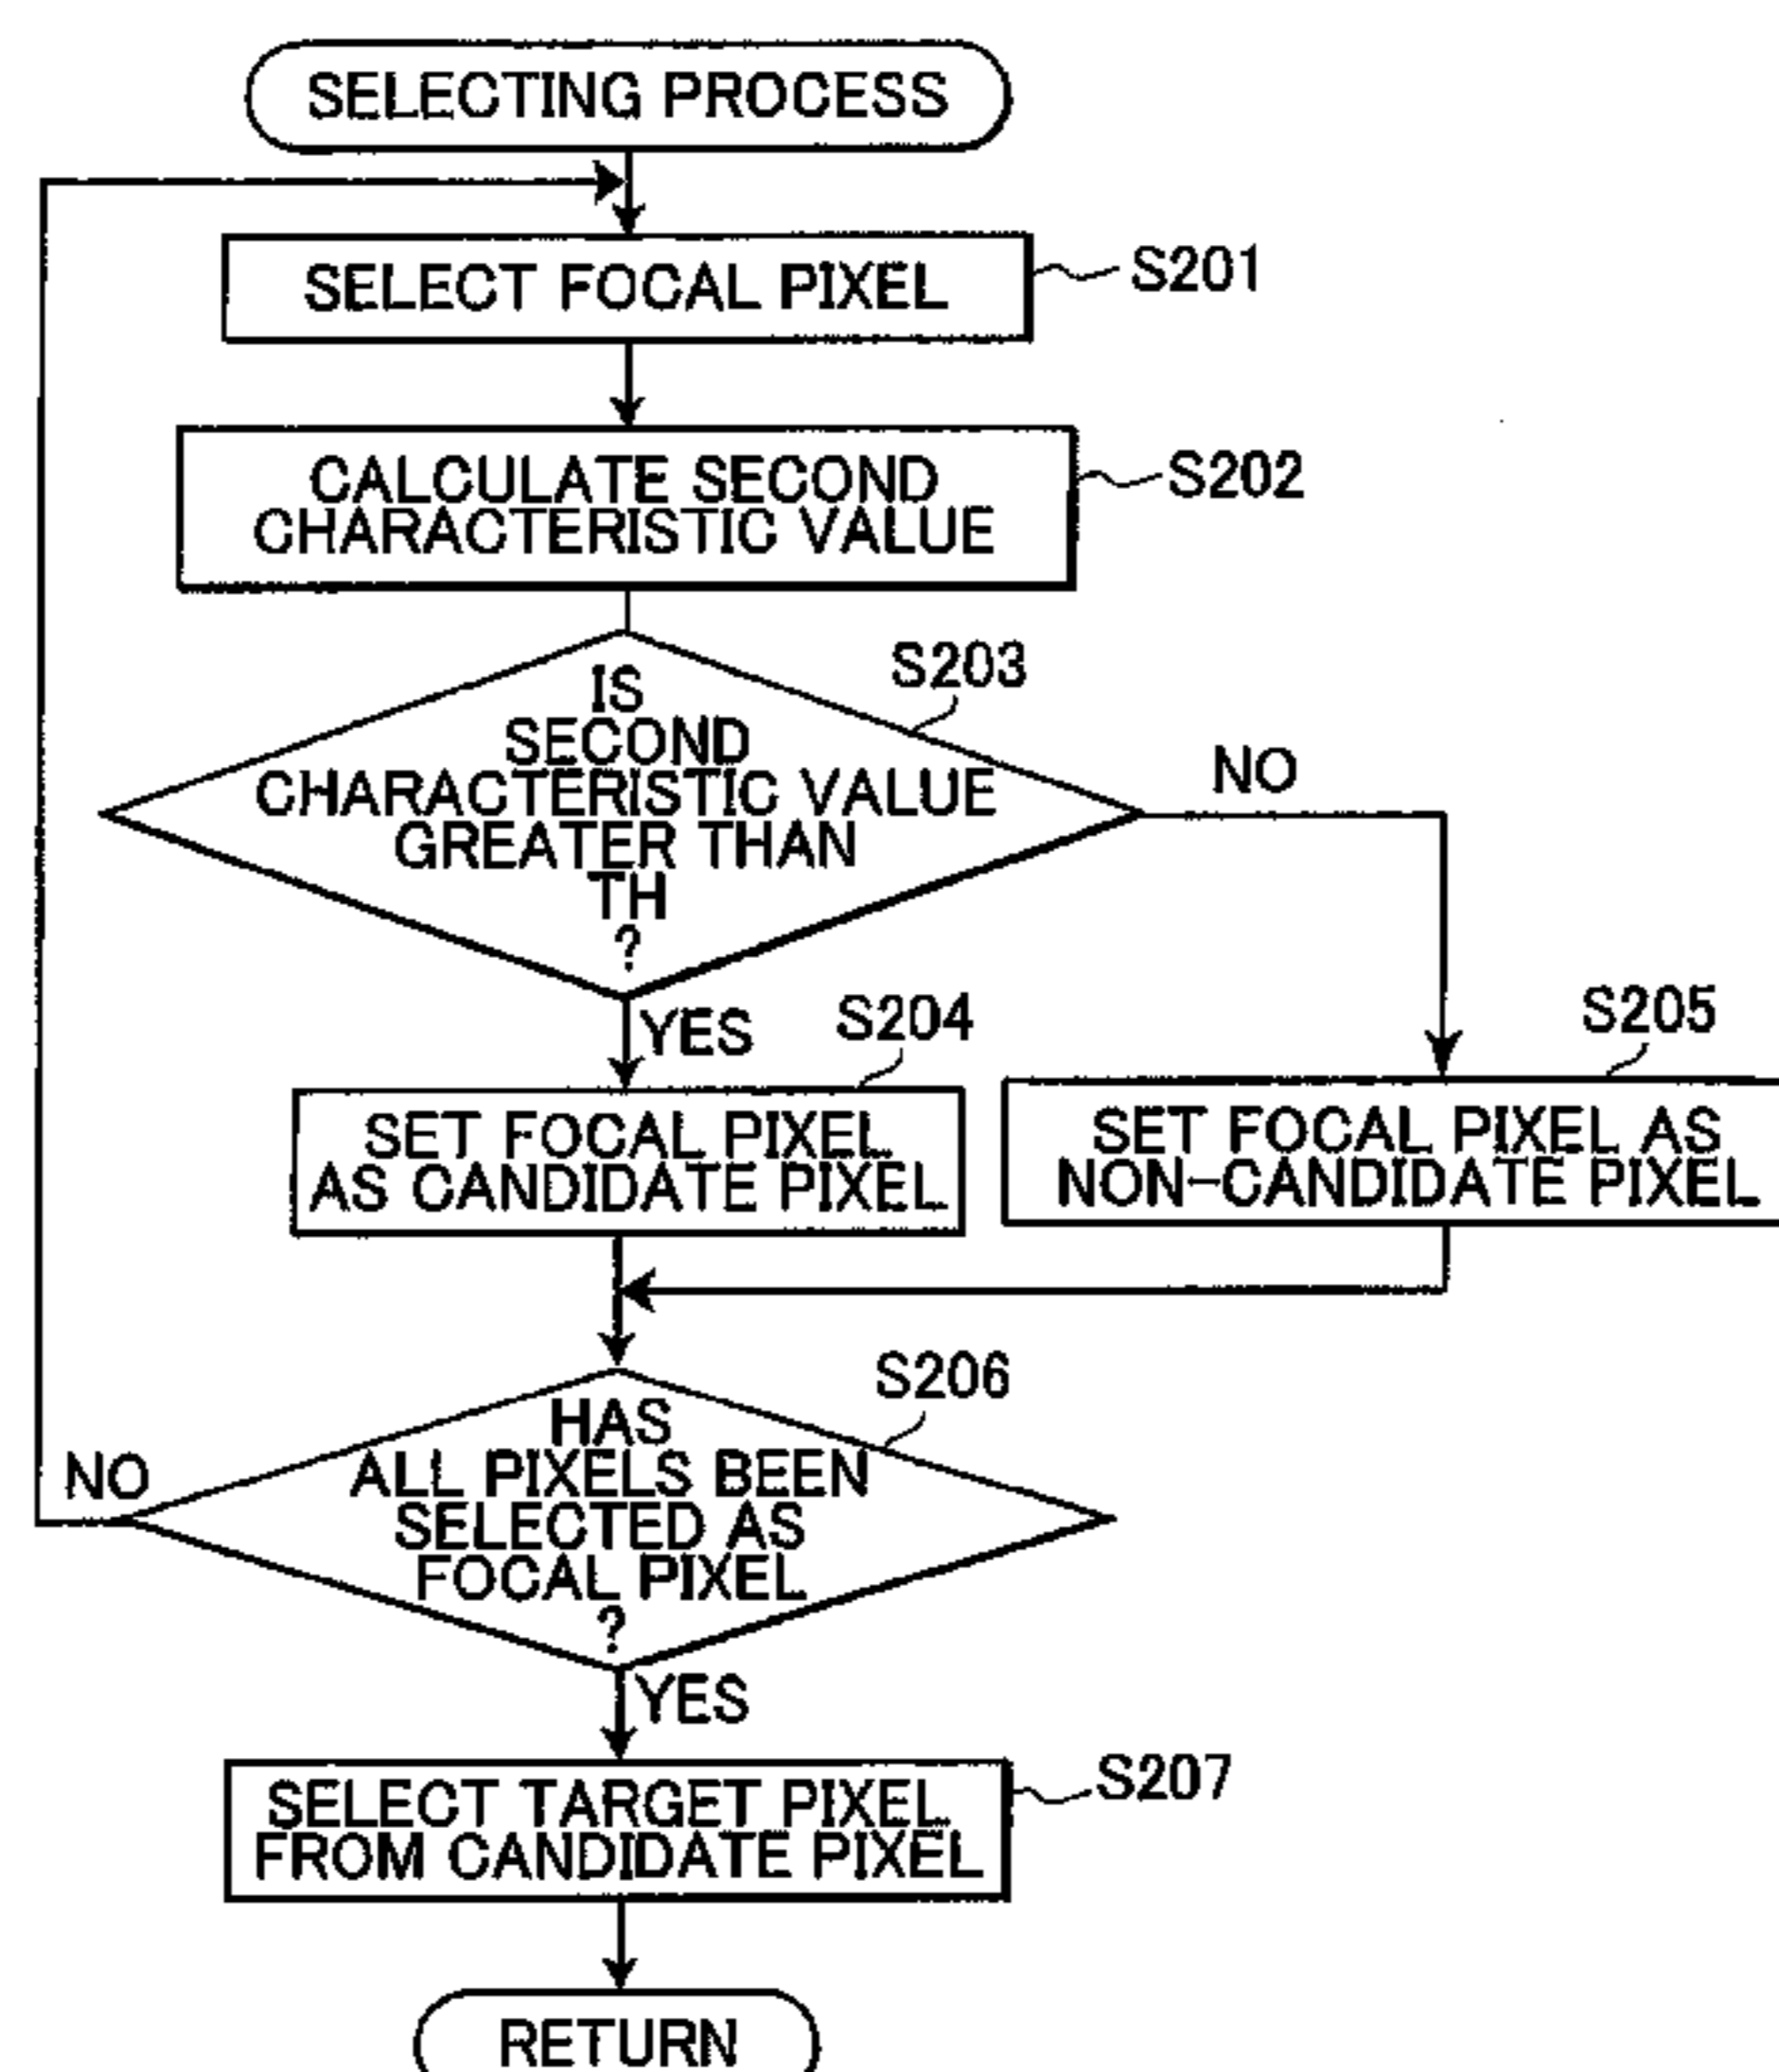 SELECTING PROCESS
SELECT FOCAL PIXEL
S201
CALCULATE SECOND
CHARACTERISTIC VALUE
S202
S203
IS
SECOND
CHARACTERISTIC VALUE
GREATER THAN
TH
?
NO
YES
S204
SET FOCAL PIXEL
AS CANDIDATE PIXEL
S205
SET FOCAL PIXEL AS
NON-CANDIDATE PIXEL
S206
HAS
ALL PIXELS BEEN
SELECTED AS
FOCAL PIXEL
?
NO
YES
SELECT TARGET PIXEL
FROM CANDIDATE PIXEL
S207
RETURN